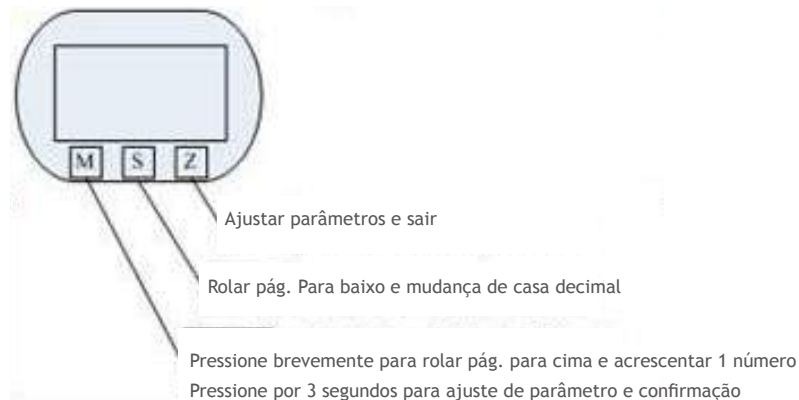 M S Z
Ajustar parâmetros e sair
Rolar pág. Para baixo e mudança de casa decimal
Pressione brevemente para rolar pág. para cima e acrescentar 1 número
Pressione por 3 segundos para ajuste de parâmetro e confirmação